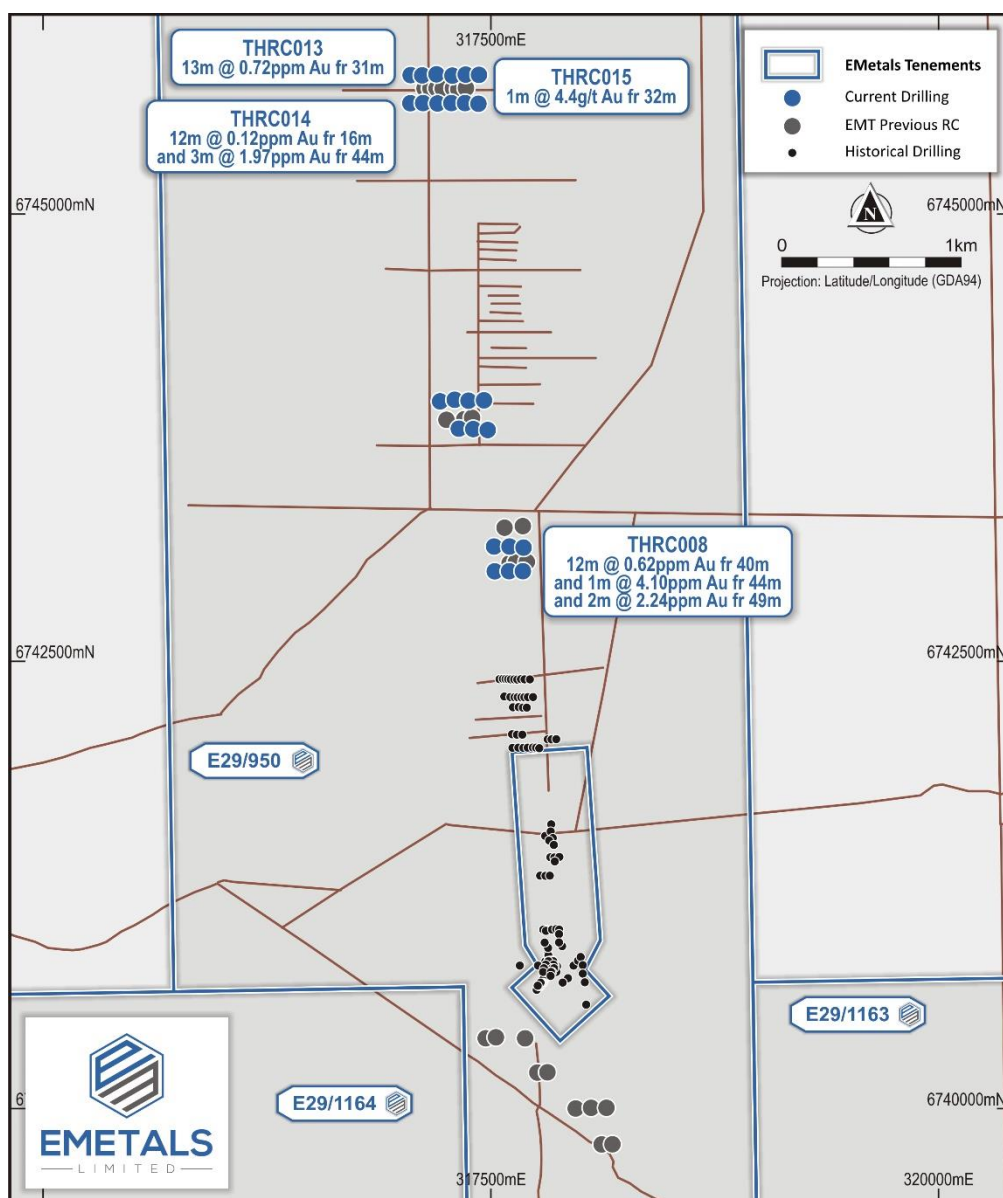 317500mE
THRC013
13m @ 0.72ppm Au fr 31m
THRC015
1m @ 4.4g/t Au fr 32m
THRC014
12m @ 0.12ppm Au fr 16m
and 3m @ 1.97ppm Au fr 44m
EMetals Tenements
Current Drilling
EMT Previous RC
Historical Drilling
N
0 1km
Projection: Latitude/Longitude (GDA94)
6745000mN
6745000mN
THRC008
12m @ 0.62ppm Au fr 40m
and 1m @ 4.10ppm Au fr 44m
and 2m @ 2.24ppm Au fr 49m
6742500mN
6742500mN
E29/950
E29/1163
E29/1164
6740000mN
EMETALS
LIMITED
317500mE
320000mE